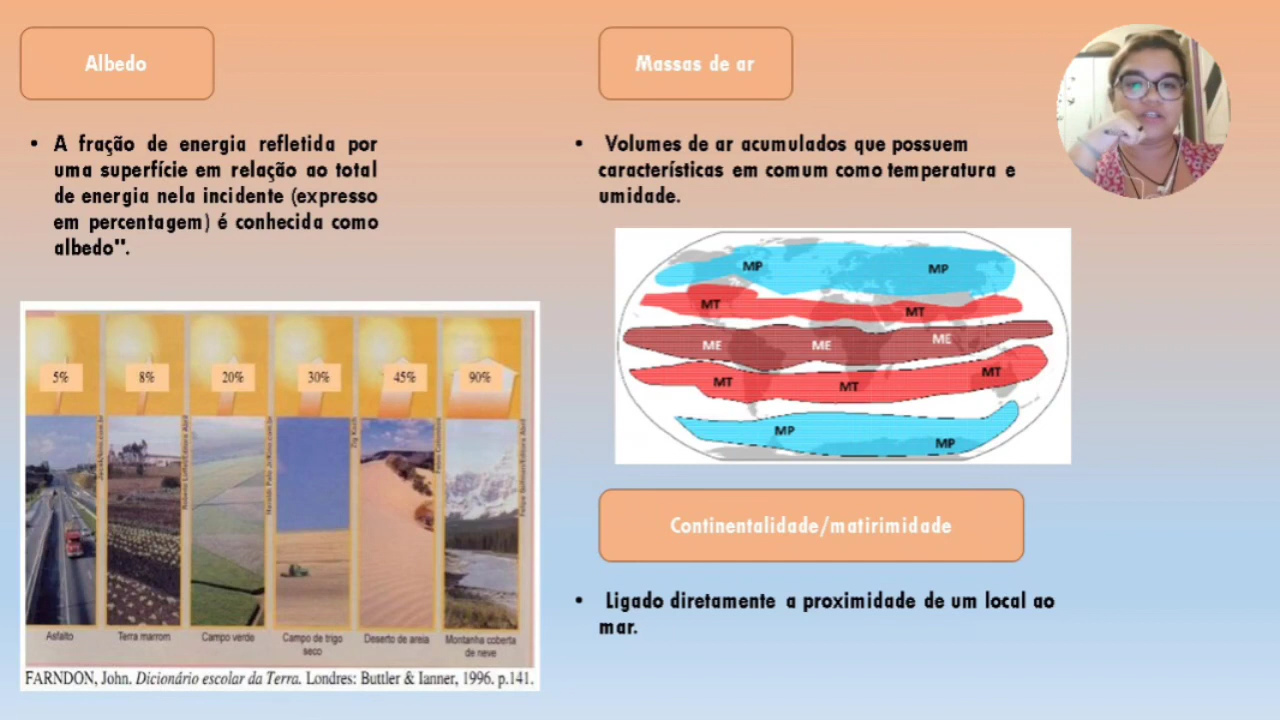 Albedo
• A fração de energia refletida por
uma superfície em relação ao total
de energia nela incidente (expresso
em percentagem) é conhecida como
albedo".
5% 8% 20% 30% 45% 90%
Asfalto Terra marrom Campo verde Campo de trigo Deserto de areia Montanha coberta
seco de neve
FARNDON, John. Dicionário escolar da Terra. Londres: Buttler & Ianner, 1996. p.141.
Massas de ar
• Volumes de ar acumulados que possuem
características em comum como temperatura e
umidade.
MP MP
MT MT
ME ME ME
MT MT MT
MP MP
Continentalidade/matirimidade
• Ligado diretamente a proximidade de um local ao
mar.